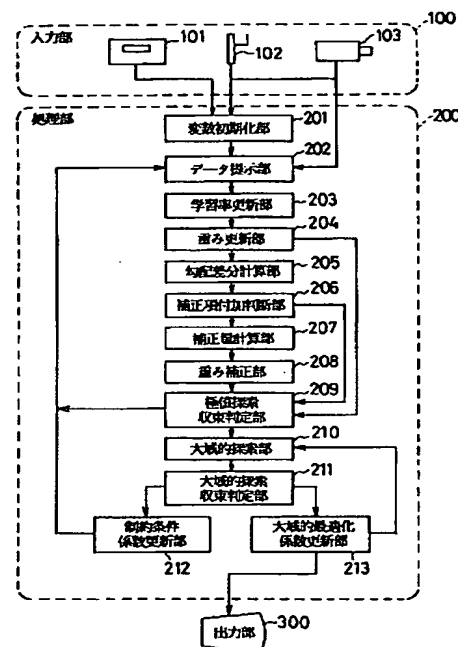 100
入力部
101
102
103
処理部
200
変数初期化部
201
データ提示部
202
学習率更新部
203
重み更新部
204
勾配差分計算部
205
補正項付加判断部
206
補正量計算部
207
重み補正部
208
極値探索
収束判定部
209
大域的探索部
210
大域的探索
収束判定部
211
制約条件
係数更新部
212
大域的最適化
係数更新部
213
出力部
300